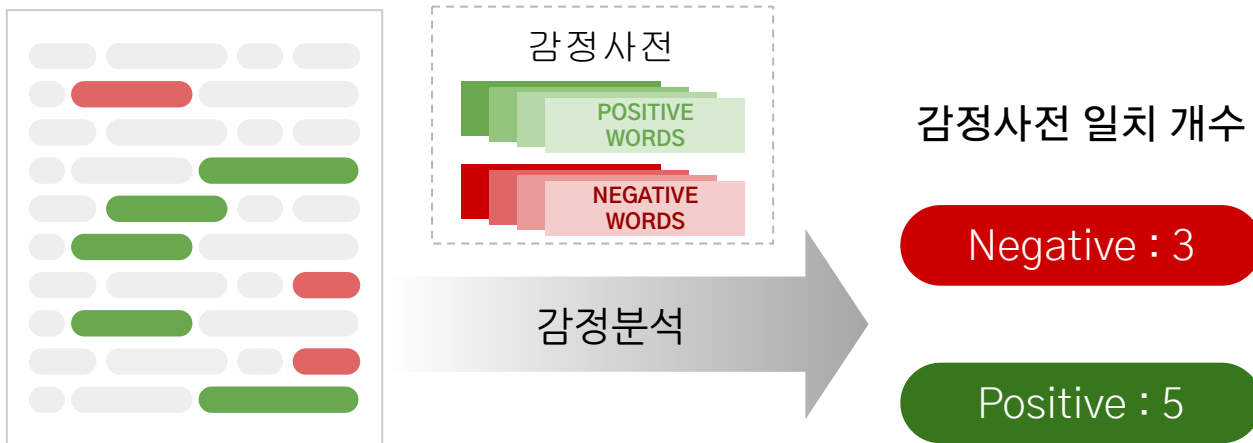 감정사전
POSITIVE
WORDS
NEGATIVE
WORDS
감정분석
감정사전 일치 개수
Negative : 3
Positive : 5